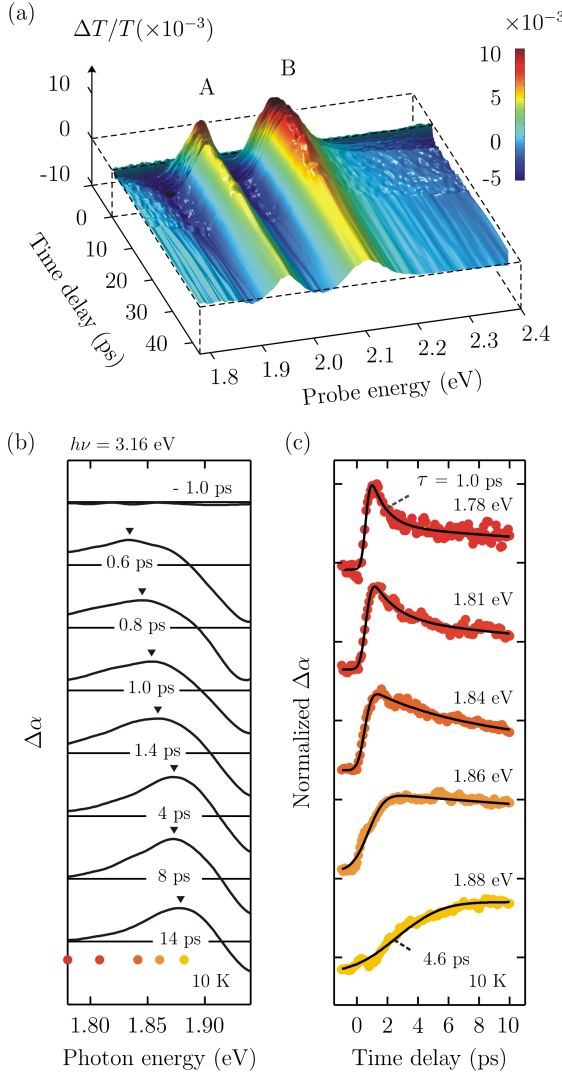 (a)
ΔT/T(×10⁻³)
×10⁻³
A
B
10
0
-10
10
5
0
-5
0
10
20
30
40
Time delay (ps)
1.8
1.9
2.0
2.1
2.2
2.3
2.4
Probe energy (eV)
(b)
hν = 3.16 eV
- 1.0 ps
0.6 ps
0.8 ps
1.0 ps
1.4 ps
4 ps
8 ps
14 ps
10 K
Δα
1.80
1.85
1.90
Photon energy (eV)
(c)
τ = 1.0 ps
1.78 eV
1.81 eV
1.84 eV
1.86 eV
1.88 eV
4.6 ps
10 K
Normalized Δα
0
2
4
6
8
10
Time delay (ps)